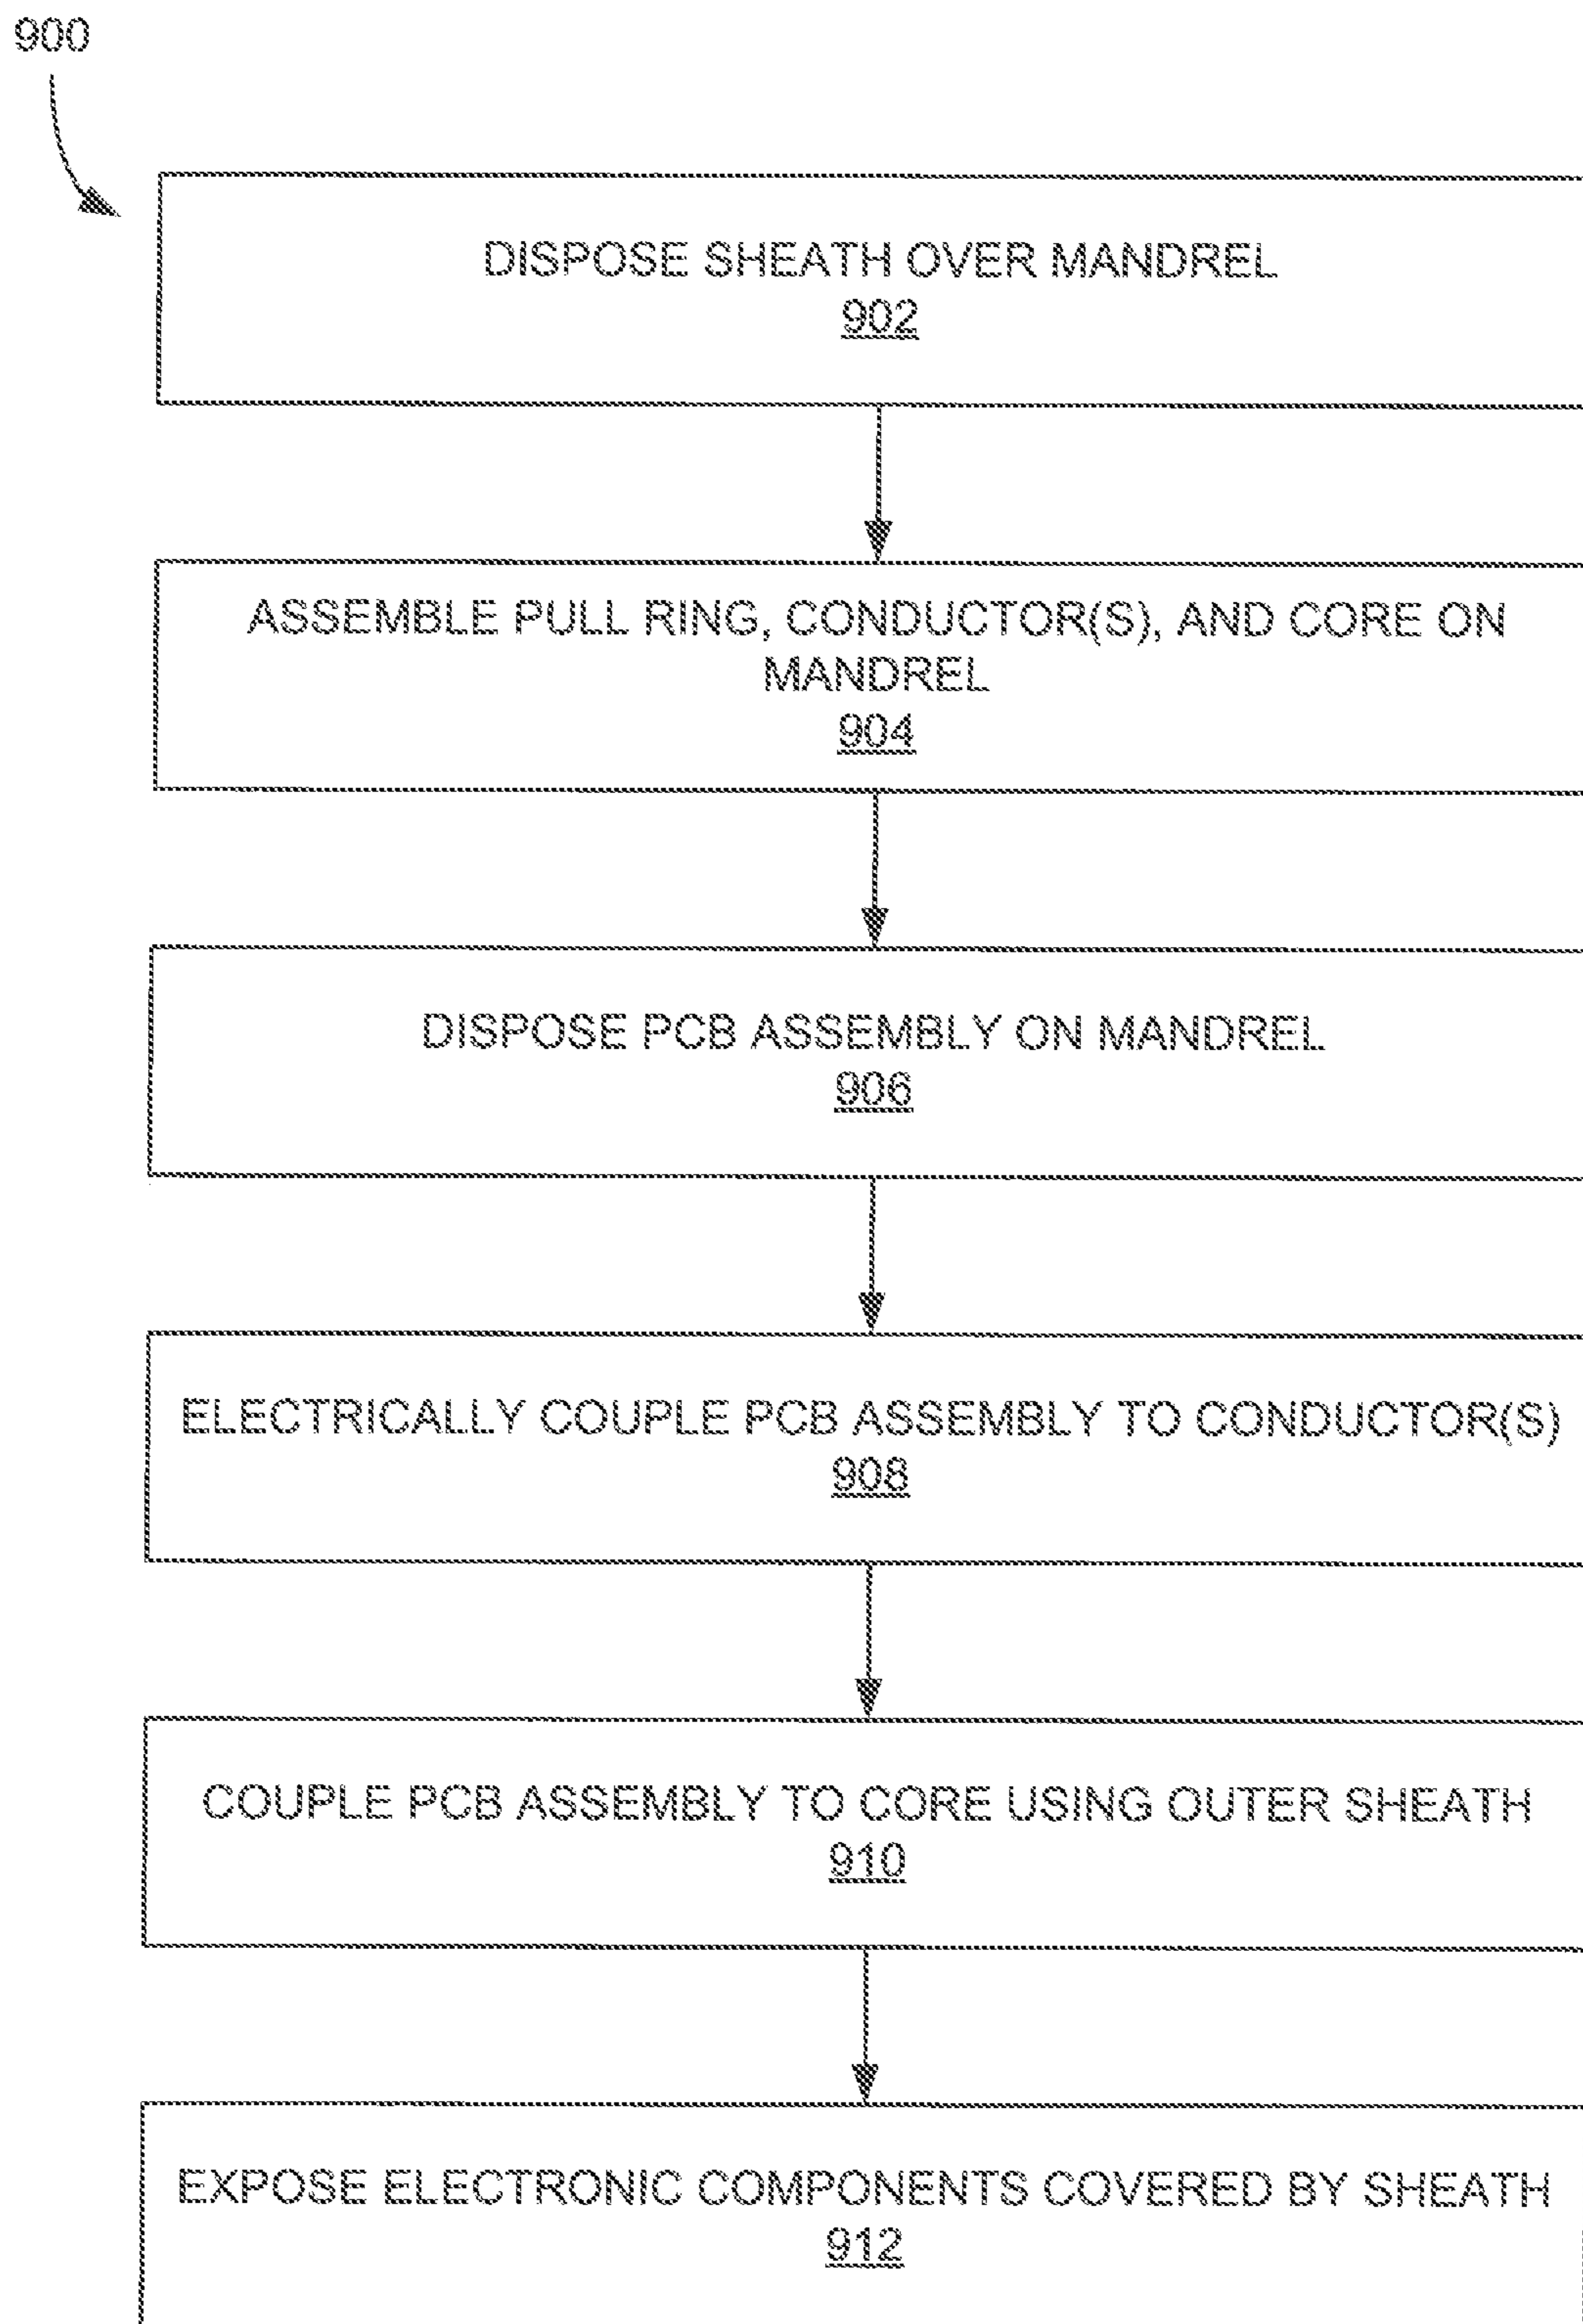 900
DISPOSE SHEATH OVER MANDREL
902
ASSEMBLE PULL RING, CONDUCTOR(S), AND CORE ON
MANDREL
904
DISPOSE PCB ASSEMBLY ON MANDREL
906
ELECTRICALLY COUPLE PCB ASSEMBLY TO CONDUCTOR(S)
908
COUPLE PCB ASSEMBLY TO CORE USING OUTER SHEATH
910
EXPOSE ELECTRONIC COMPONENTS COVERED BY SHEATH
912